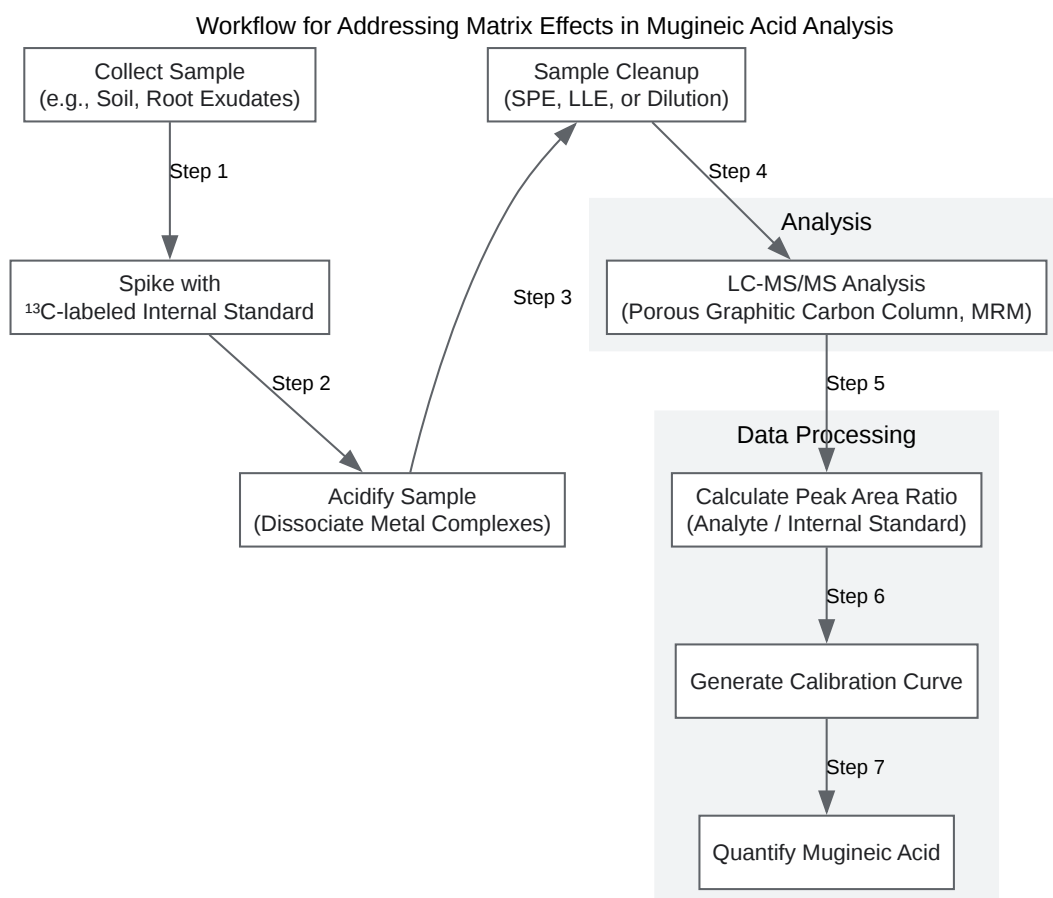 Workflow for Addressing Matrix Effects in Mugineic Acid Analysis
Collect Sample
(e.g., Soil, Root Exudates)
Step 1
Spike with
¹³C-labeled Internal Standard
Step 2
Acidify Sample
(Dissociate Metal Complexes)
Step 3
Sample Cleanup
(SPE, LLE, or Dilution)
Step 4
Analysis
LC-MS/MS Analysis
(Porous Graphitic Carbon Column, MRM)
Step 5
Data Processing
Calculate Peak Area Ratio
(Analyte / Internal Standard)
Step 6
Generate Calibration Curve
Step 7
Quantify Mugineic Acid